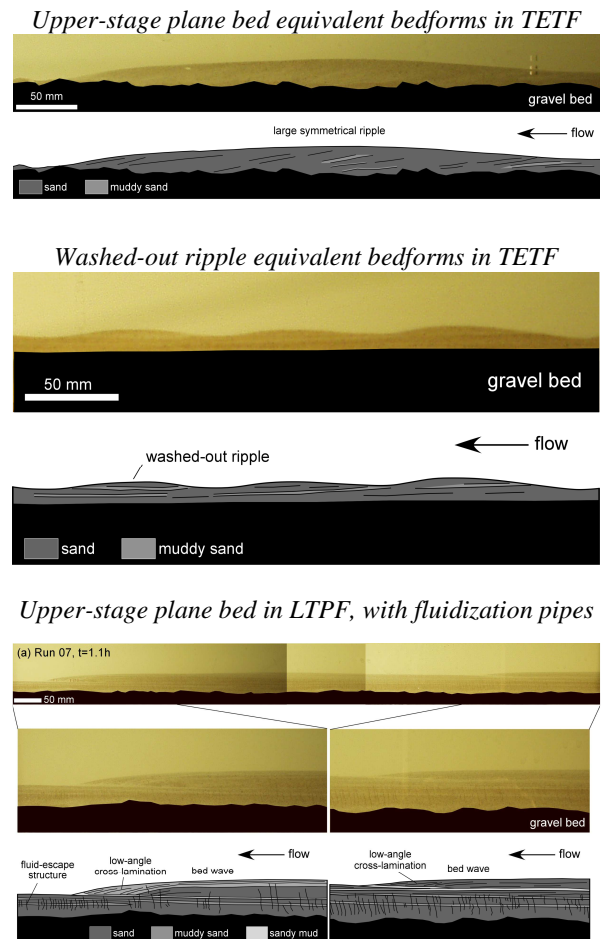 Upper-stage plane bed equivalent bedforms in TETF
50 mm
gravel bed
large symmetrical ripple
flow
sand
muddy sand
Washed-out ripple equivalent bedforms in TETF
50 mm
gravel bed
washed-out ripple
flow
sand
muddy sand
Upper-stage plane bed in LTPF, with fluidization pipes
(a) Run 07, t=1.1h
50 mm
gravel bed
fluid-escape
structure
low-angle
cross-lamination
bed wave
flow
low-angle
cross-lamination
bed wave
flow
sand
muddy sand
sandy mud